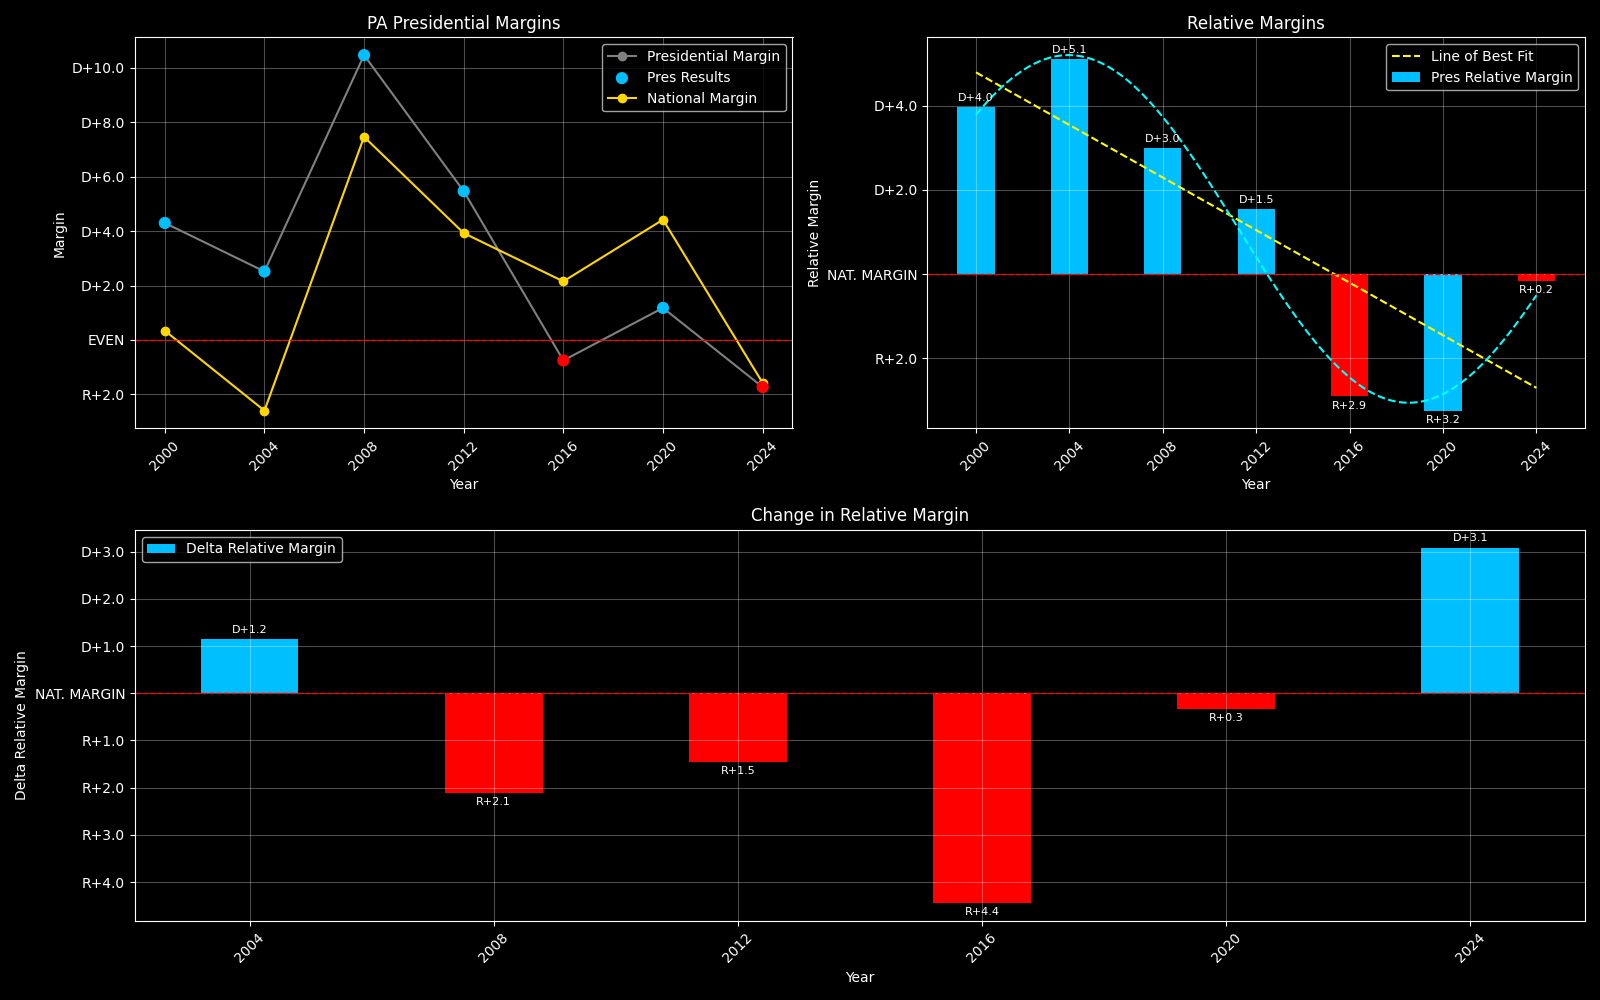 PA Presidential Margins
D+10.0
D+8.0
D+6.0
D+4.0
D+2.0
EVEN
R+2.0
Margin
Presidential Margin
Pres Results
National Margin
2000
2004
2008
2012
2016
2020
2024
Year
Relative Margins
D+4.0
D+2.0
NAT. MARGIN
R+2.0
Relative Margin
Line of Best Fit
Pres Relative Margin
D+4.0
D+5.1
D+3.0
D+1.5
R+2.9
R+3.2
R+0.2
2000
2004
2008
2012
2016
2020
2024
Year
Change in Relative Margin
D+3.0
D+2.0
D+1.0
NAT. MARGIN
R+1.0
R+2.0
R+3.0
R+4.0
Delta Relative Margin
Delta Relative Margin
D+1.2
R+2.1
R+1.5
R+4.4
R+0.3
D+3.1
2004
2008
2012
2016
2020
2024
Year